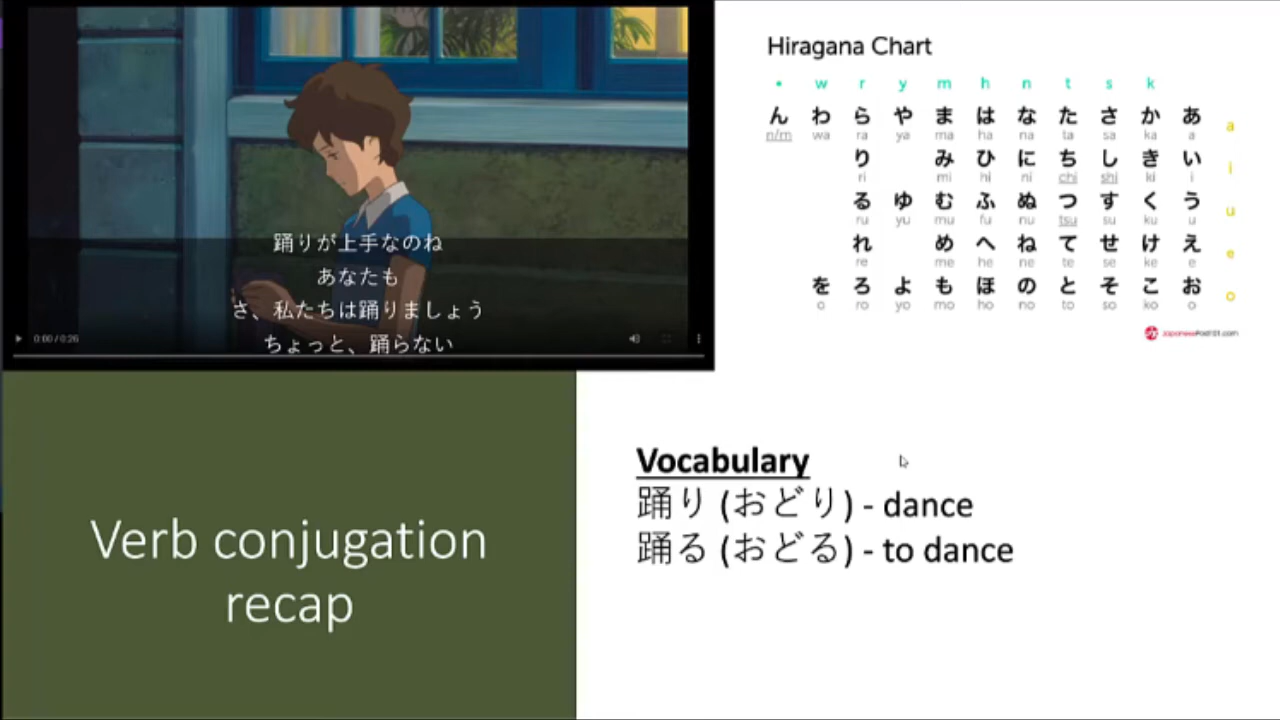 踊りが上手なのね
あなたも
さ、私たちは踊りましょう
ちょっと、踊らない
0:00 / 0:26
Hiragana Chart
• w r y m h n t s k
ん わ ら や ま は な た さ か あ a
n/m wa ra ya ma ha na ta sa ka a
り み ひ に ち し き い i
ri mi hi ni chi shi ki i
る ゆ む ふ ぬ つ す く う u
ru yu mu fu nu tsu su ku u
れ め へ ね て せ け え e
re me he ne te se ke e
を ろ よ も ほ の と そ こ お o
o ro yo mo ho no to so ko o
JapanesePod101.com
Verb conjugation
recap
Vocabulary
踊り (おどり) - dance
踊る (おどる) - to dance